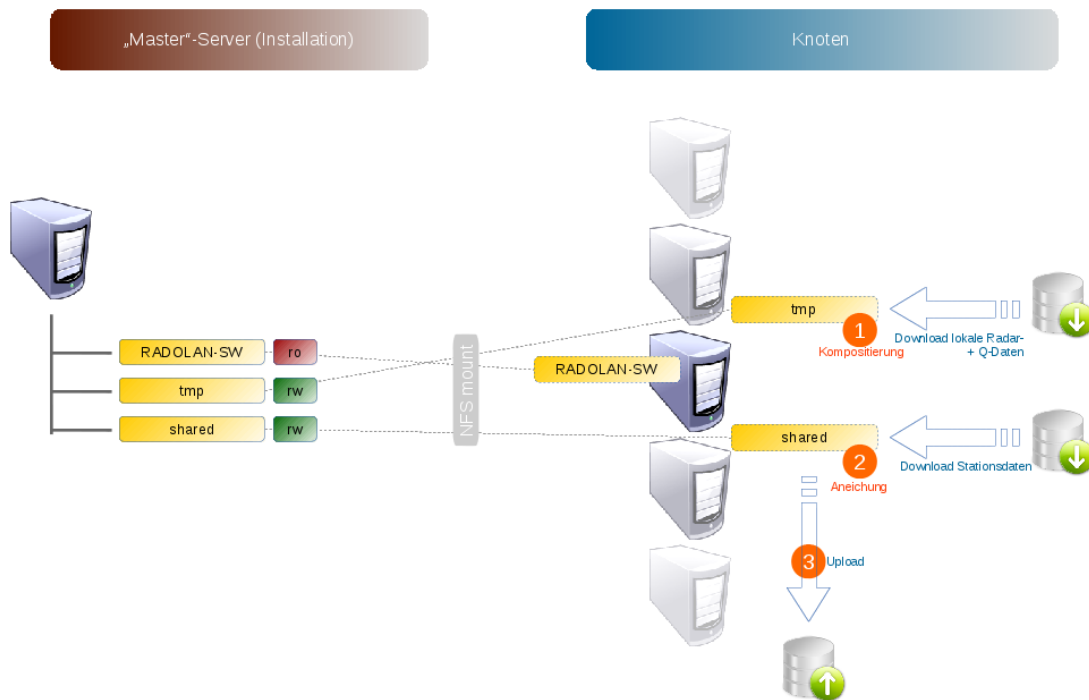 „Master“-Server (Installation)
Knoten
RADOLAN-SW
ro
tmp
rw
shared
rw
NFS mount
RADOLAN-SW
tmp
1
Kompositierung
Download lokale Radar-
+ Q-Daten
shared
2
Aneichung
Download Stationsdaten
3
Upload